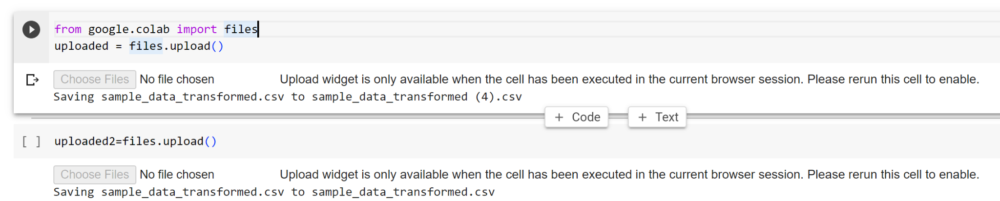 from google.colab import files
uploaded = files.upload()
Choose Files No file chosen Upload widget is only available when the cell has been executed in the current browser session. Please rerun this cell to enable.
Saving sample_data_transformed.csv to sample_data_transformed (4).csv
+ Code + Text
[ ] uploaded2=files.upload()
Choose Files No file chosen Upload widget is only available when the cell has been executed in the current browser session. Please rerun this cell to enable.
Saving sample_data_transformed.csv to sample_data_transformed.csv